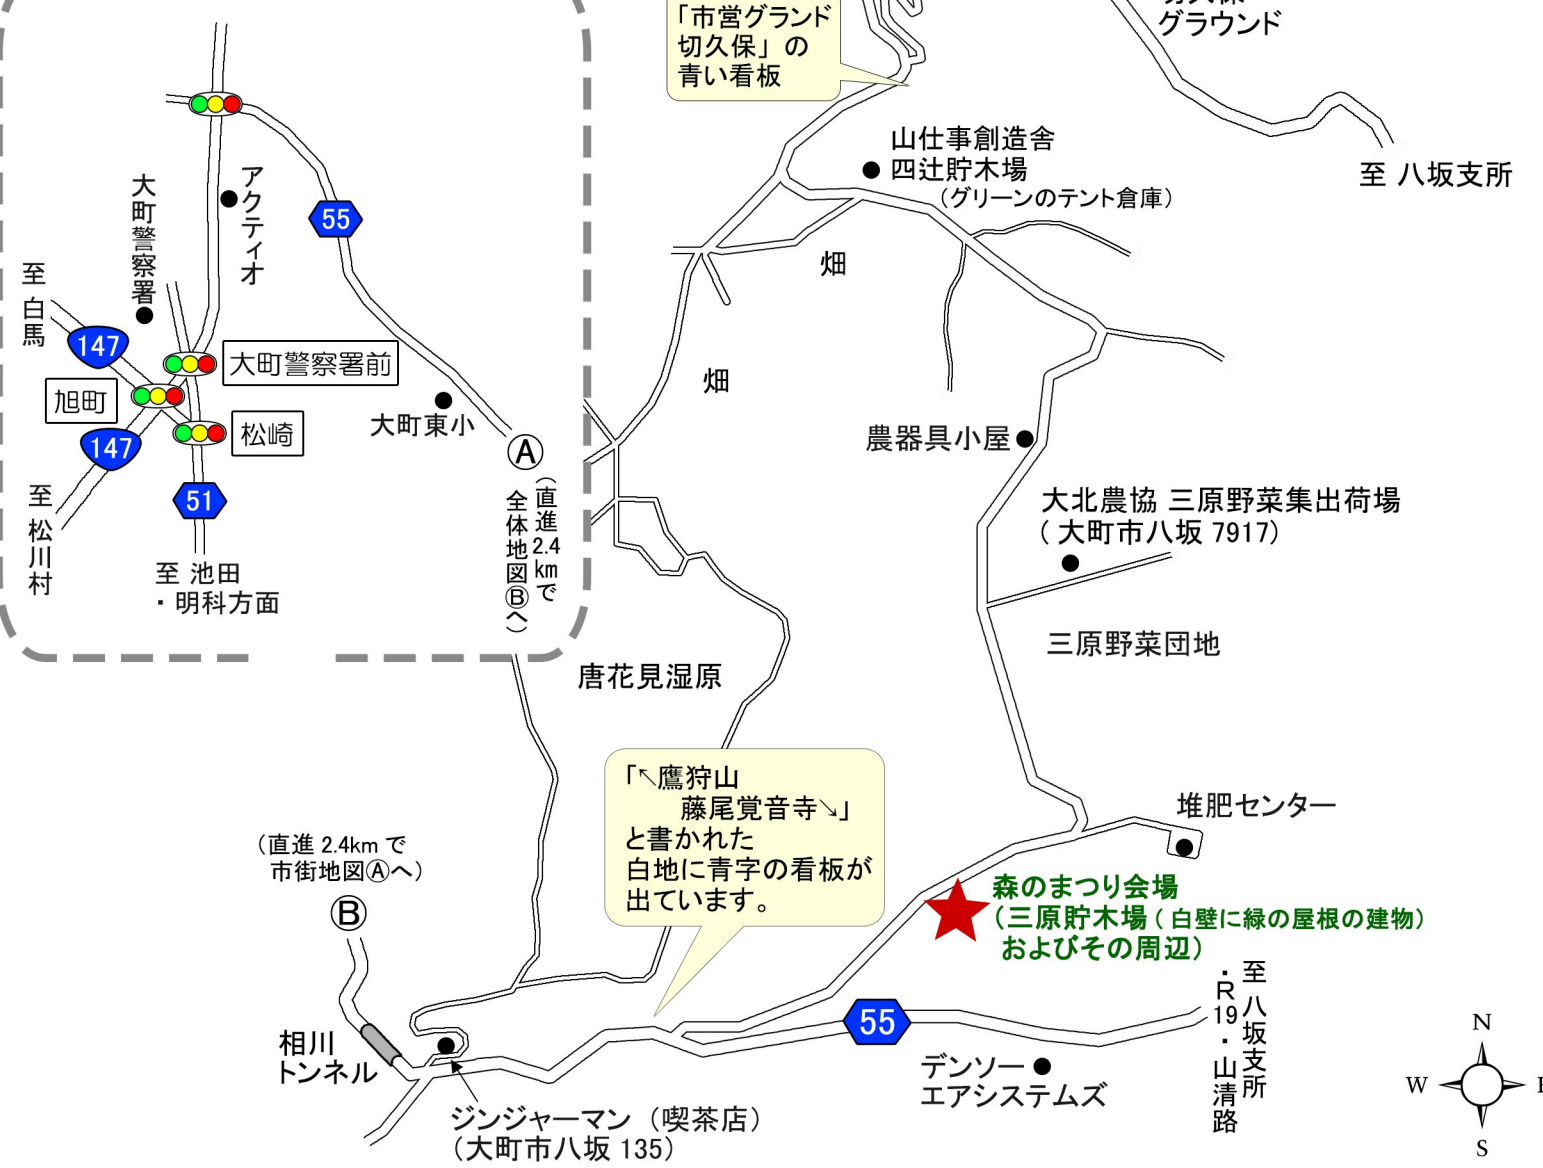 「市営グランド
切久保」の
青い看板
グラウンド
至 八坂支所
山仕事創造舎
四辻貯木場
(グリーンのテント倉庫)
畑
畑
農器具小屋
大北農協 三原野菜集出荷場
( 大町市八坂 7917)
三原野菜団地
堆肥センター
森のまつり会場
(三原貯木場 ( 白壁に緑の屋根の建物)
およびその周辺)
アクティオ
大町警察署
55
至 白馬
147
大町警察署前
旭町
147
松崎
51
至 松川村
至 池田
・明科方面
大町東小
A
(直進2.4kmで
全体地図Ⓑへ)
唐花見湿原
「↖鷹狩山
藤尾覚音寺↘」
と書かれた
白地に青字の看板が
出ています。
(直進 2.4km で
市街地図Ⓐへ)
B
相川
トンネル
ジンジャーマン (喫茶店)
(大町市八坂 135)
55
デンソー
エアシステムズ
至 八坂支所
・R19・山清路
N
W
S